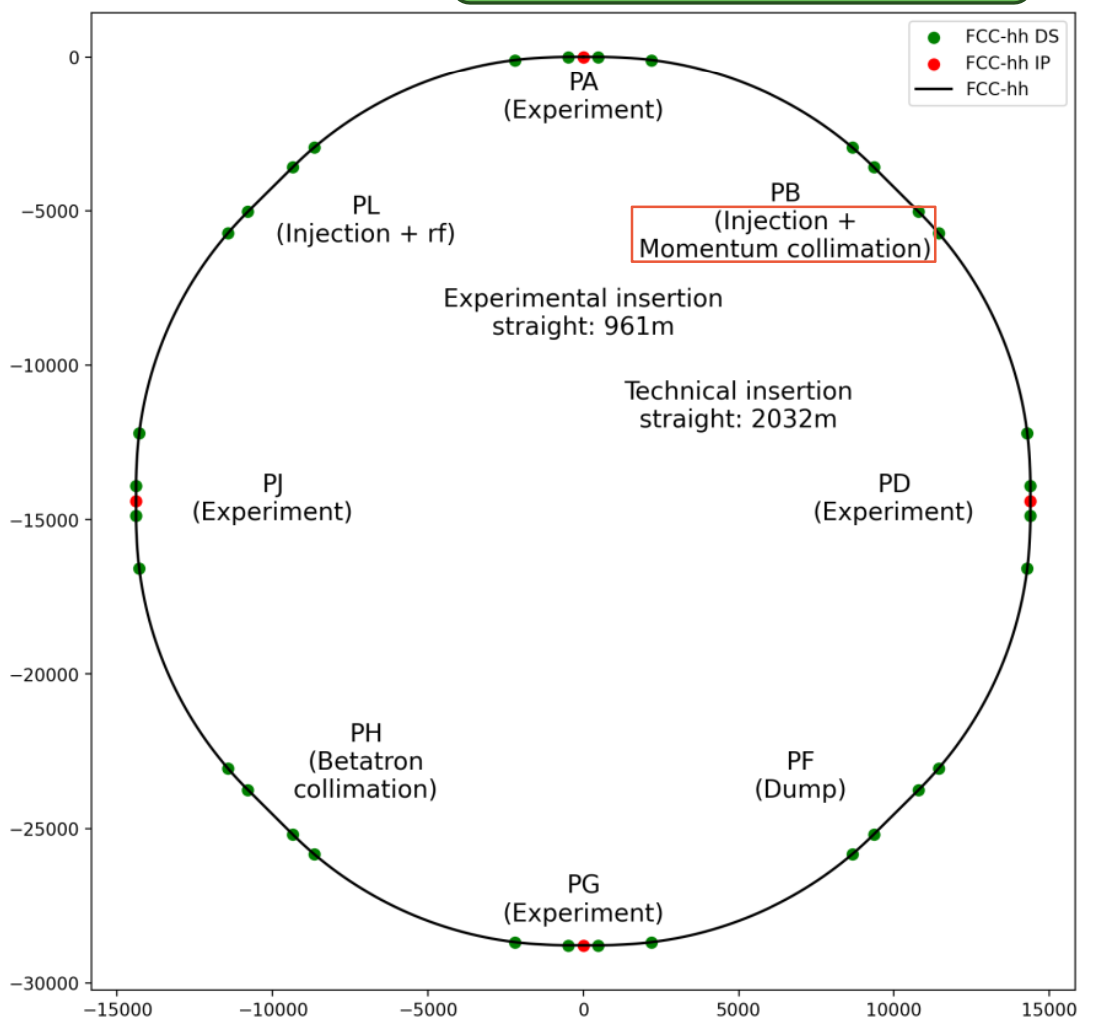 FCC-hh DS
FCC-hh IP
FCC-hh
0
−5000
−10000
−15000
−20000
−25000
−30000
PA
(Experiment)
PL
(Injection + rf)
PB
(Injection +
Momentum collimation)
Experimental insertion
straight: 961m
Technical insertion
straight: 2032m
PJ
(Experiment)
PD
(Experiment)
PH
(Betatron
collimation)
PF
(Dump)
PG
(Experiment)
−15000
−10000
−5000
0
5000
10000
15000